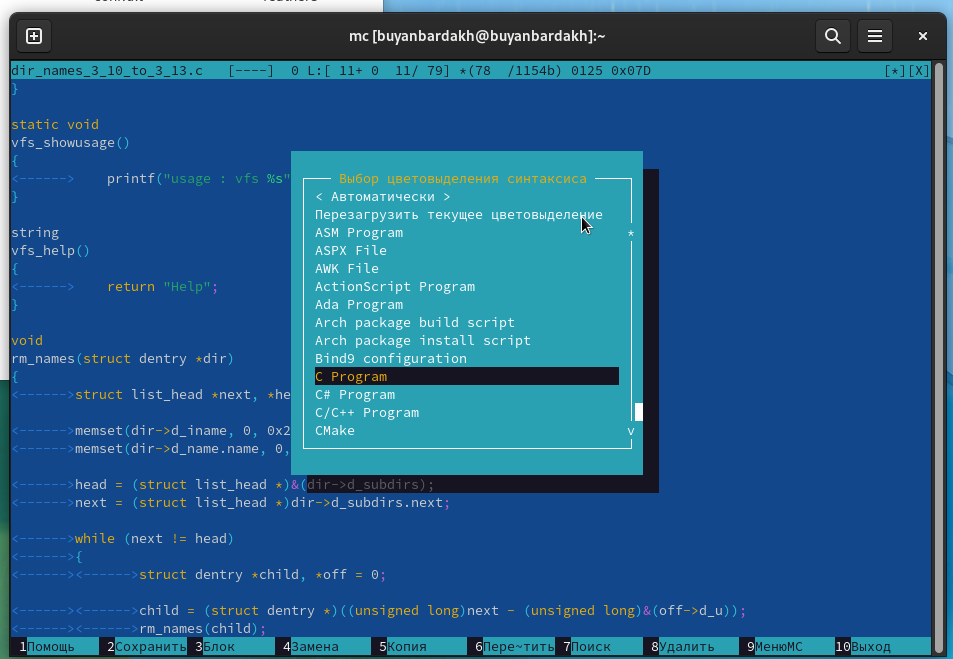 mc [buyanbardakh@buyanbardakh]:~
dir_names_3_10_to_3_13.c [----] 0 L:[ 11+ 0 11/ 79] *(78 /1154b) 0125 0x07D [*][X]
}
static void
vfs_showusage()
{
<------> printf("usage : vfs %s"
}
string
vfs_help()
{
<------> return "Help";
}
void
rm_names(struct dentry *dir)
{
<------>struct list_head *next, *he
<------>memset(dir->d_iname, 0, 0x2
<------>memset(dir->d_name.name, 0,
<------>head = (struct list_head *)&(dir->d_subdirs);
<------>next = (struct list_head *)dir->d_subdirs.next;
<------>while (next != head)
<------>{
<------><------>struct dentry *child, *off = 0;
<------><------>child = (struct dentry *)((unsigned long)next - (unsigned long)&(off->d_u));
<------><------>rm_names(child);
Выбор цветовыделения синтаксиса
< Автоматически >
Перезагрузить текущее цветовыделение
ASM Program *
ASPX File
AWK File
ActionScript Program
Ada Program
Arch package build script
Arch package install script
Bind9 configuration
C Program
C# Program
C/C++ Program
CMake v
1Помощь 2Сохранить 3Блок 4Замена 5Копия 6Пере~тить 7Поиск 8Удалить 9МенюMC 10Выход